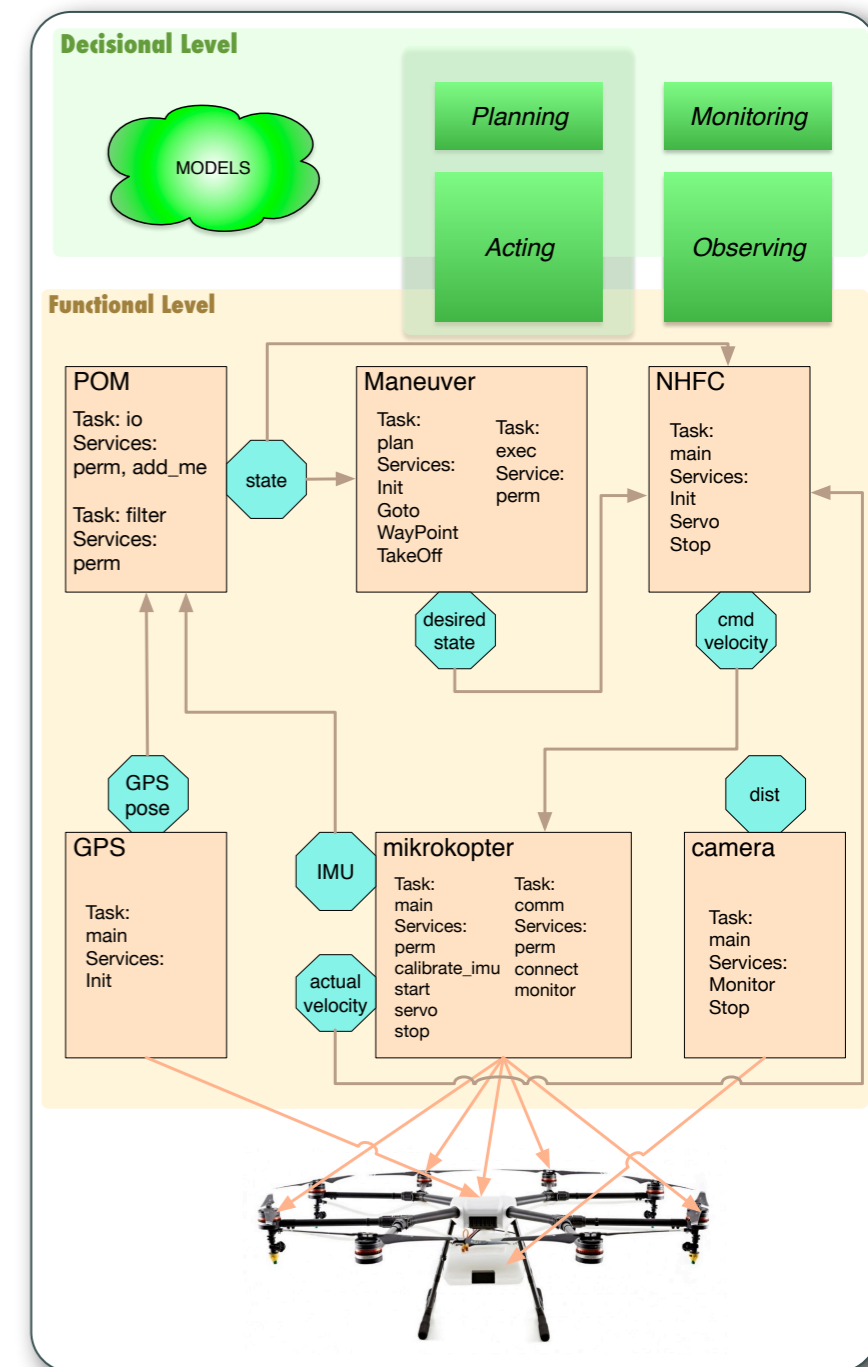 Decisional Level
MODELS
Planning
Monitoring
Acting
Observing
Functional Level
POM
Task: io
Services:
perm, add_me
Task: filter
Services:
perm
state
Maneuver
Task:
plan
Services:
Init
Goto
WayPoint
TakeOff
Task:
exec
Service:
perm
NHFC
Task:
main
Services:
Init
Servo
Stop
desired
state
cmd
velocity
GPS
pose
dist
GPS
Task:
main
Services:
Init
IMU
actual
velocity
mikrokopter
Task:
main
Services:
perm
calibrate_imu
start
servo
stop
Task:
comm
Services:
perm
connect
monitor
camera
Task:
main
Services:
Monitor
Stop